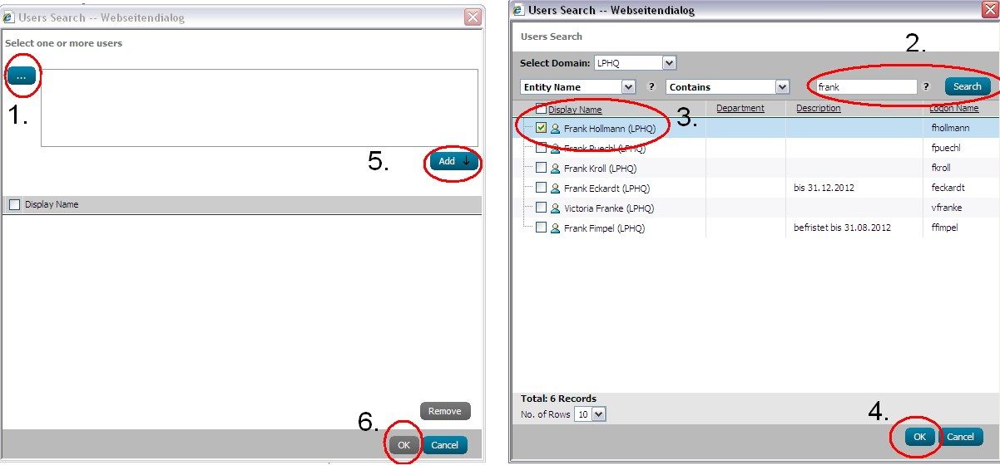 Users Search -- Webseitendialog
Select one or more users
...
1.
5.
Add ↓
Display Name
Remove
6.
OK Cancel
Users Search -- Webseitendialog
Users Search
2.
Select Domain: LPHQ
Entity Name ? Contains frank ? Search
Display Name Department Description Logon Name
3.
Frank Hollmann (LPHQ) fhollmann
Frank Puechl (LPHQ) fpuechl
Frank Kroll (LPHQ) fkroll
Frank Eckardt (LPHQ) bis 31.12.2012 feckardt
Victoria Franke (LPHQ) vfranke
Frank Fimpel (LPHQ) befristet bis 31.08.2012 ffimpel
Total: 6 Records
No. of Rows 10
4.
OK Cancel